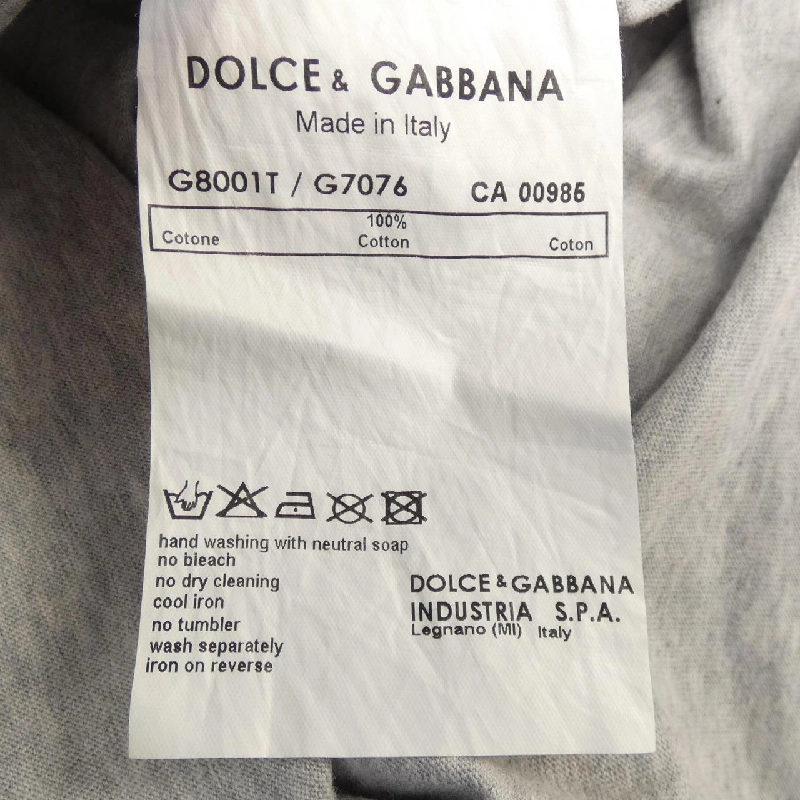 DOLCE & GABBANA
Made in Italy
G8001T / G7076 CA 00985
100%
Cotone Cotton Coton
hand washing with neutral soap
no bleach
no dry cleaning
cool iron
no tumbler
wash separately
iron on reverse
DOLCE & GABBANA
INDUSTRIA S.P.A.
Legnano (MI) Italy